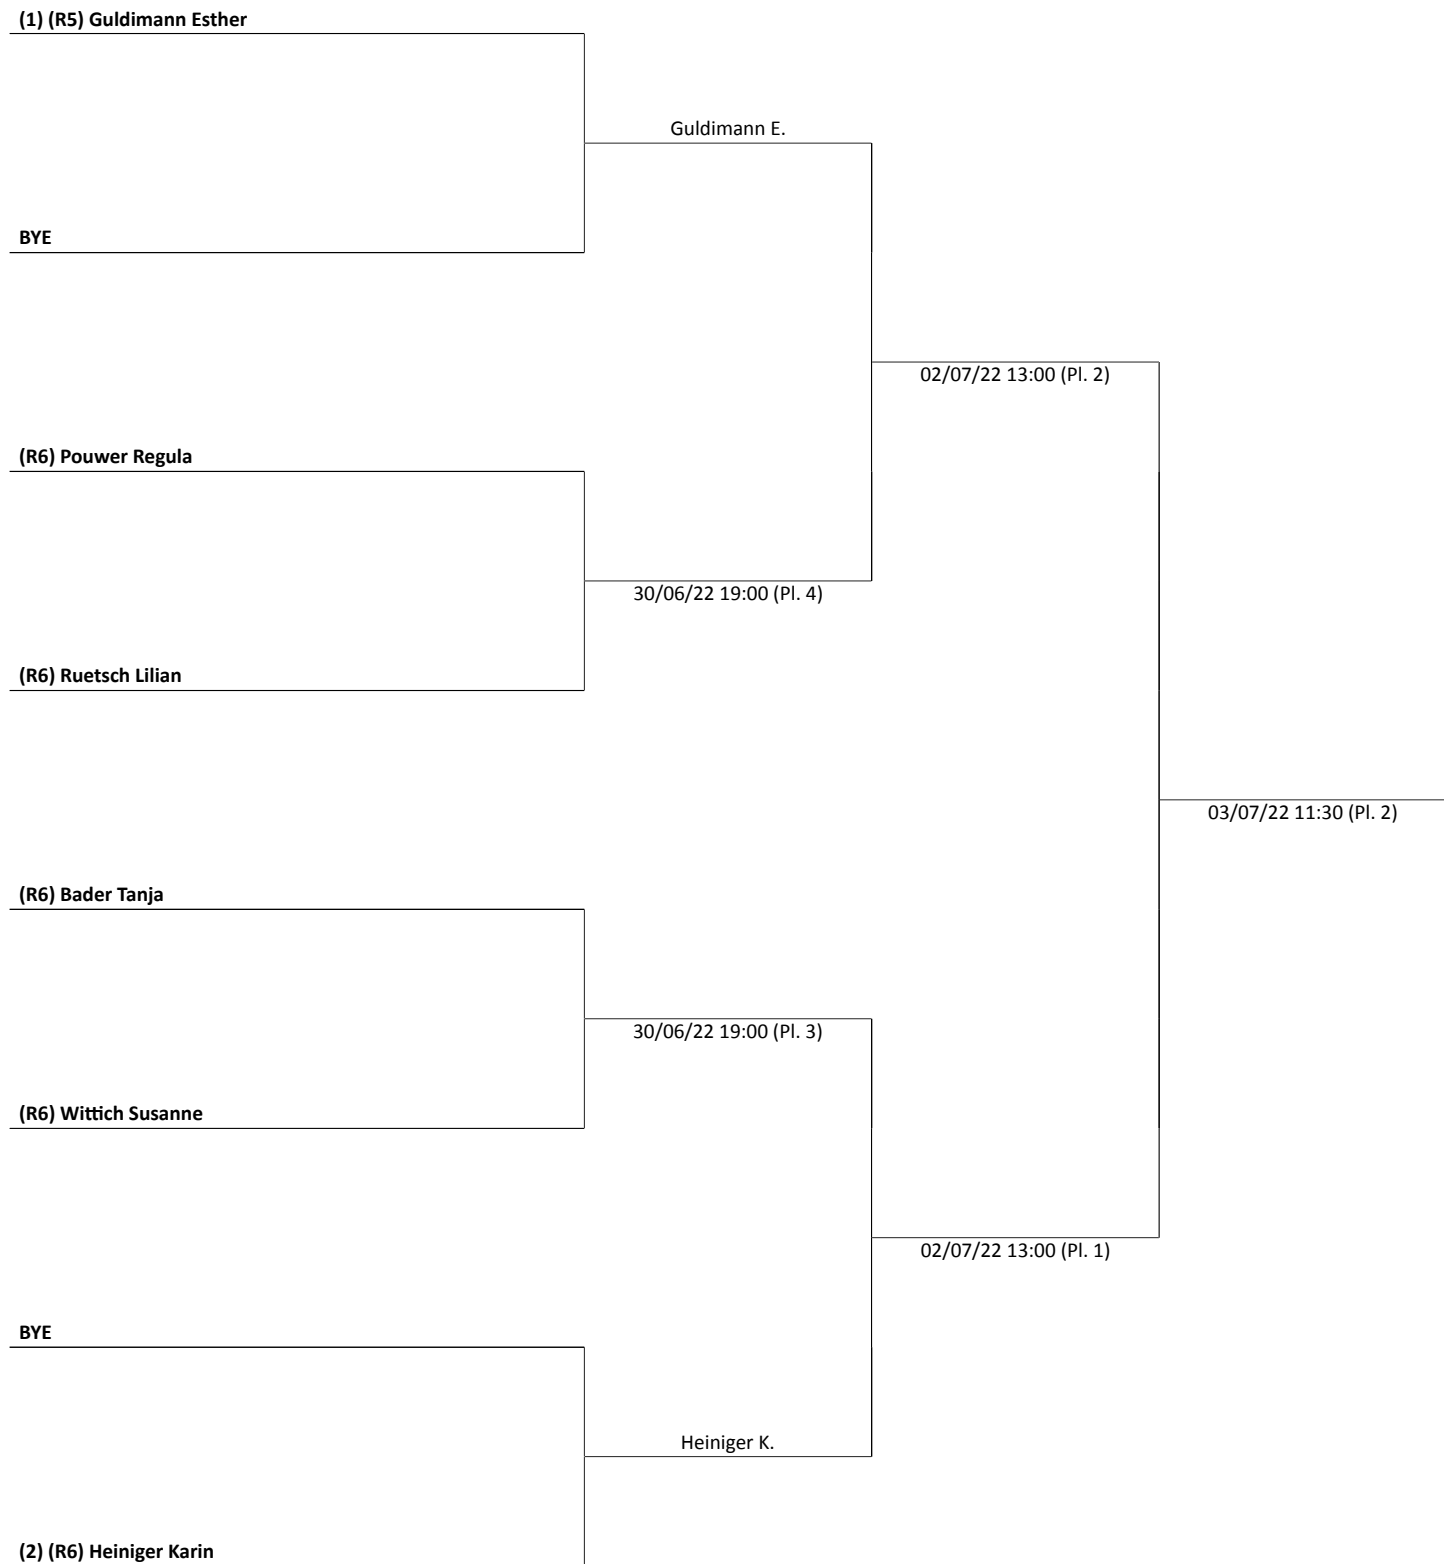 (1) (R5) Guldimann Esther
Guldimann E.
BYE
02/07/22 13:00 (Pl. 2)
(R6) Pouwer Regula
30/06/22 19:00 (Pl. 4)
(R6) Ruetsch Lilian
03/07/22 11:30 (Pl. 2)
(R6) Bader Tanja
30/06/22 19:00 (Pl. 3)
(R6) Wittich Susanne
02/07/22 13:00 (Pl. 1)
BYE
Heiniger K.
(2) (R6) Heiniger Karin